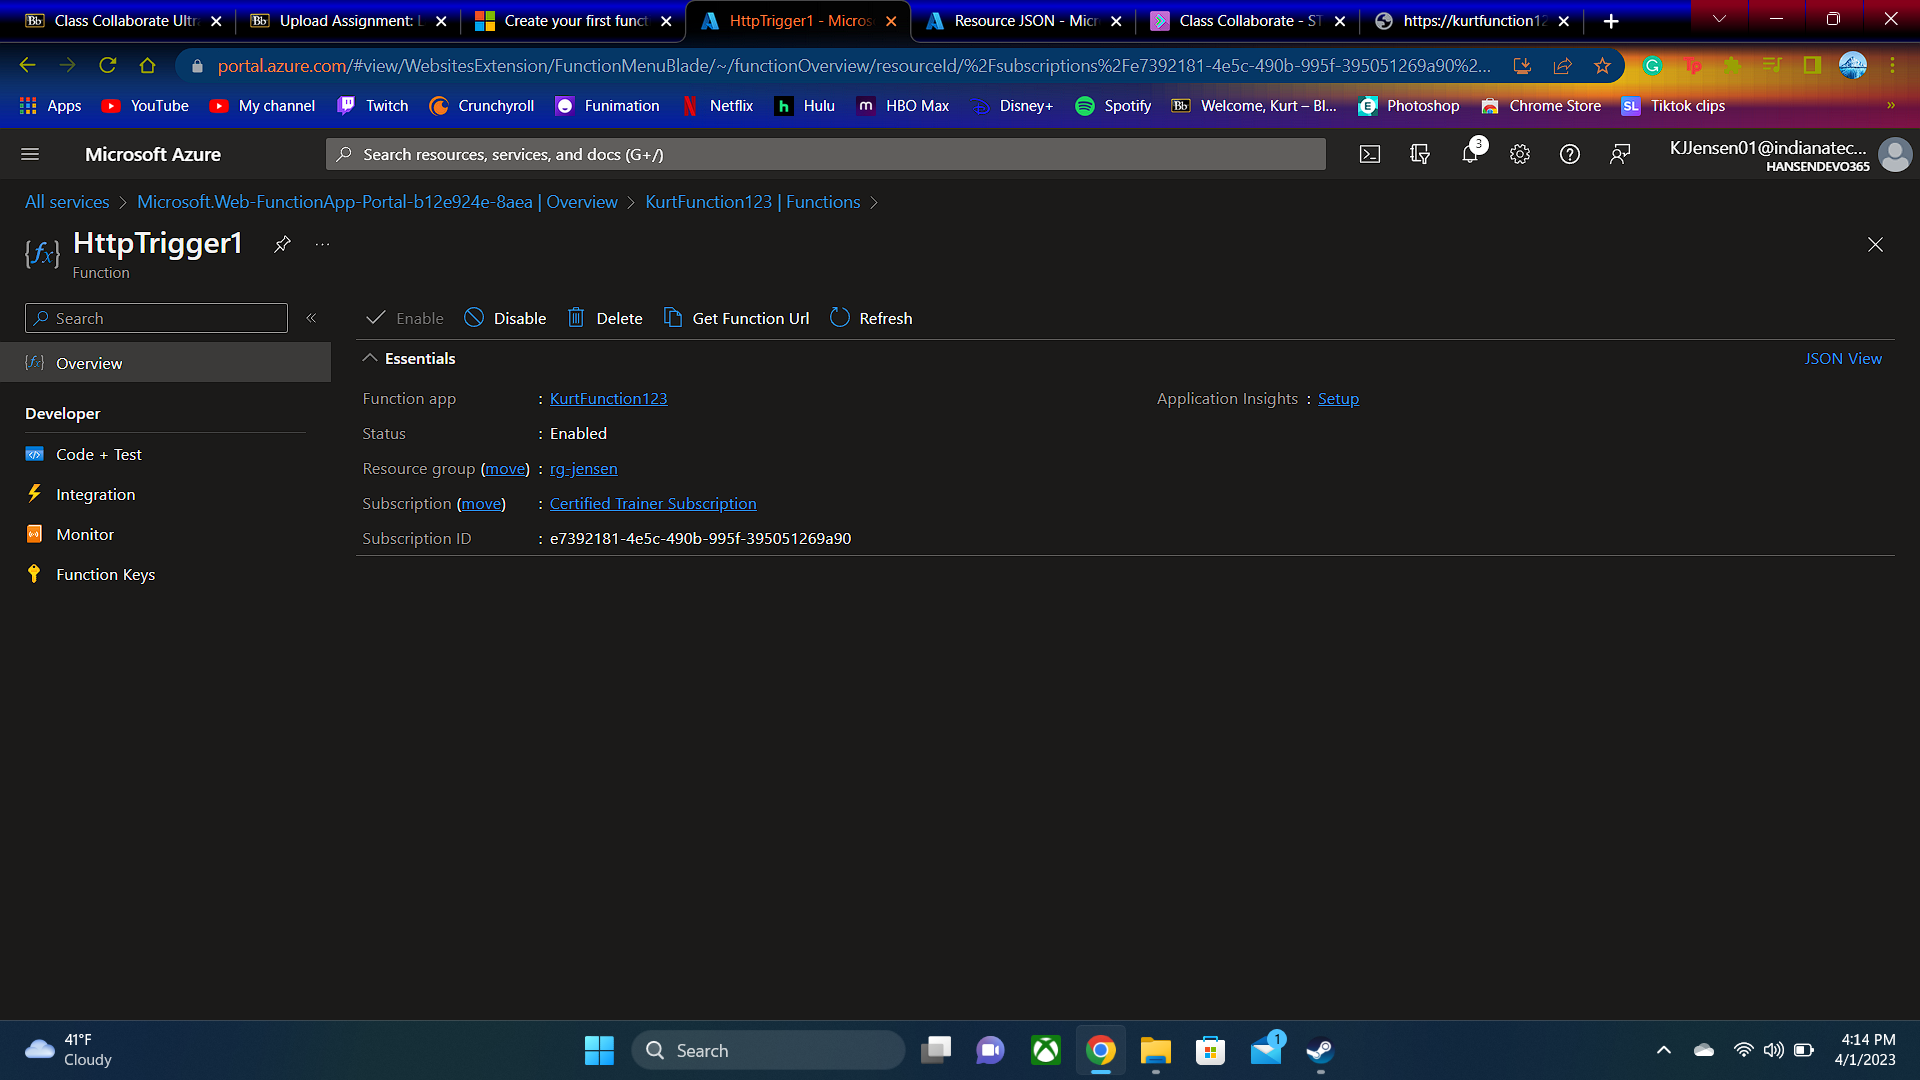 Class Collaborate Ultra
Upload Assignment: L
Create your first funct
HttpTrigger1 - Micros
Resource JSON - Micr
Class Collaborate - ST
https://kurtfunction12
portal.azure.com/#view/WebsitesExtension/FunctionMenuBlade/~/functionOverview/resourceId/%2Fsubscriptions%2Fe7392181-4e5c-490b-995f-395051269a90%2...
Apps
YouTube
My channel
Twitch
Crunchyroll
Funimation
Netflix
Hulu
HBO Max
Disney+
Spotify
Welcome, Kurt – Bl...
Photoshop
Chrome Store
Tiktok clips
Microsoft Azure
Search resources, services, and docs (G+/)
3
KJJensen01@indianatec...
HANSENDEVO365
All services > Microsoft.Web-FunctionApp-Portal-b12e924e-8aea | Overview > KurtFunction123 | Functions >
HttpTrigger1
Function
Search
Enable
Disable
Delete
Get Function Url
Refresh
Overview
Developer
Code + Test
Integration
Monitor
Function Keys
Essentials
JSON View
Function app : KurtFunction123
Application Insights : Setup
Status : Enabled
Resource group (move) : rg-jensen
Subscription (move) : Certified Trainer Subscription
Subscription ID : e7392181-4e5c-490b-995f-395051269a90
41°F
Cloudy
Search
1
4:14 PM
4/1/2023